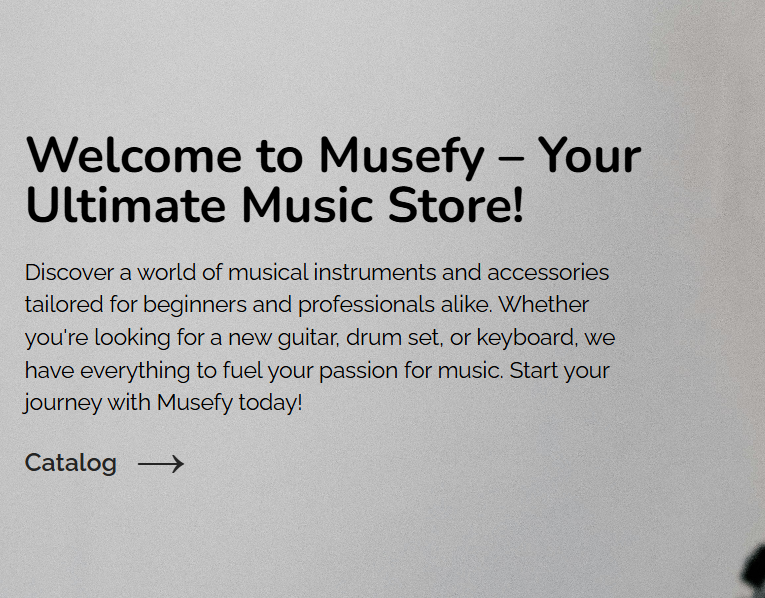 Welcome to Musefy – Your
Ultimate Music Store!
Discover a world of musical instruments and accessories
tailored for beginners and professionals alike. Whether
you're looking for a new guitar, drum set, or keyboard, we
have everything to fuel your passion for music. Start your
journey with Musefy today!
Catalog